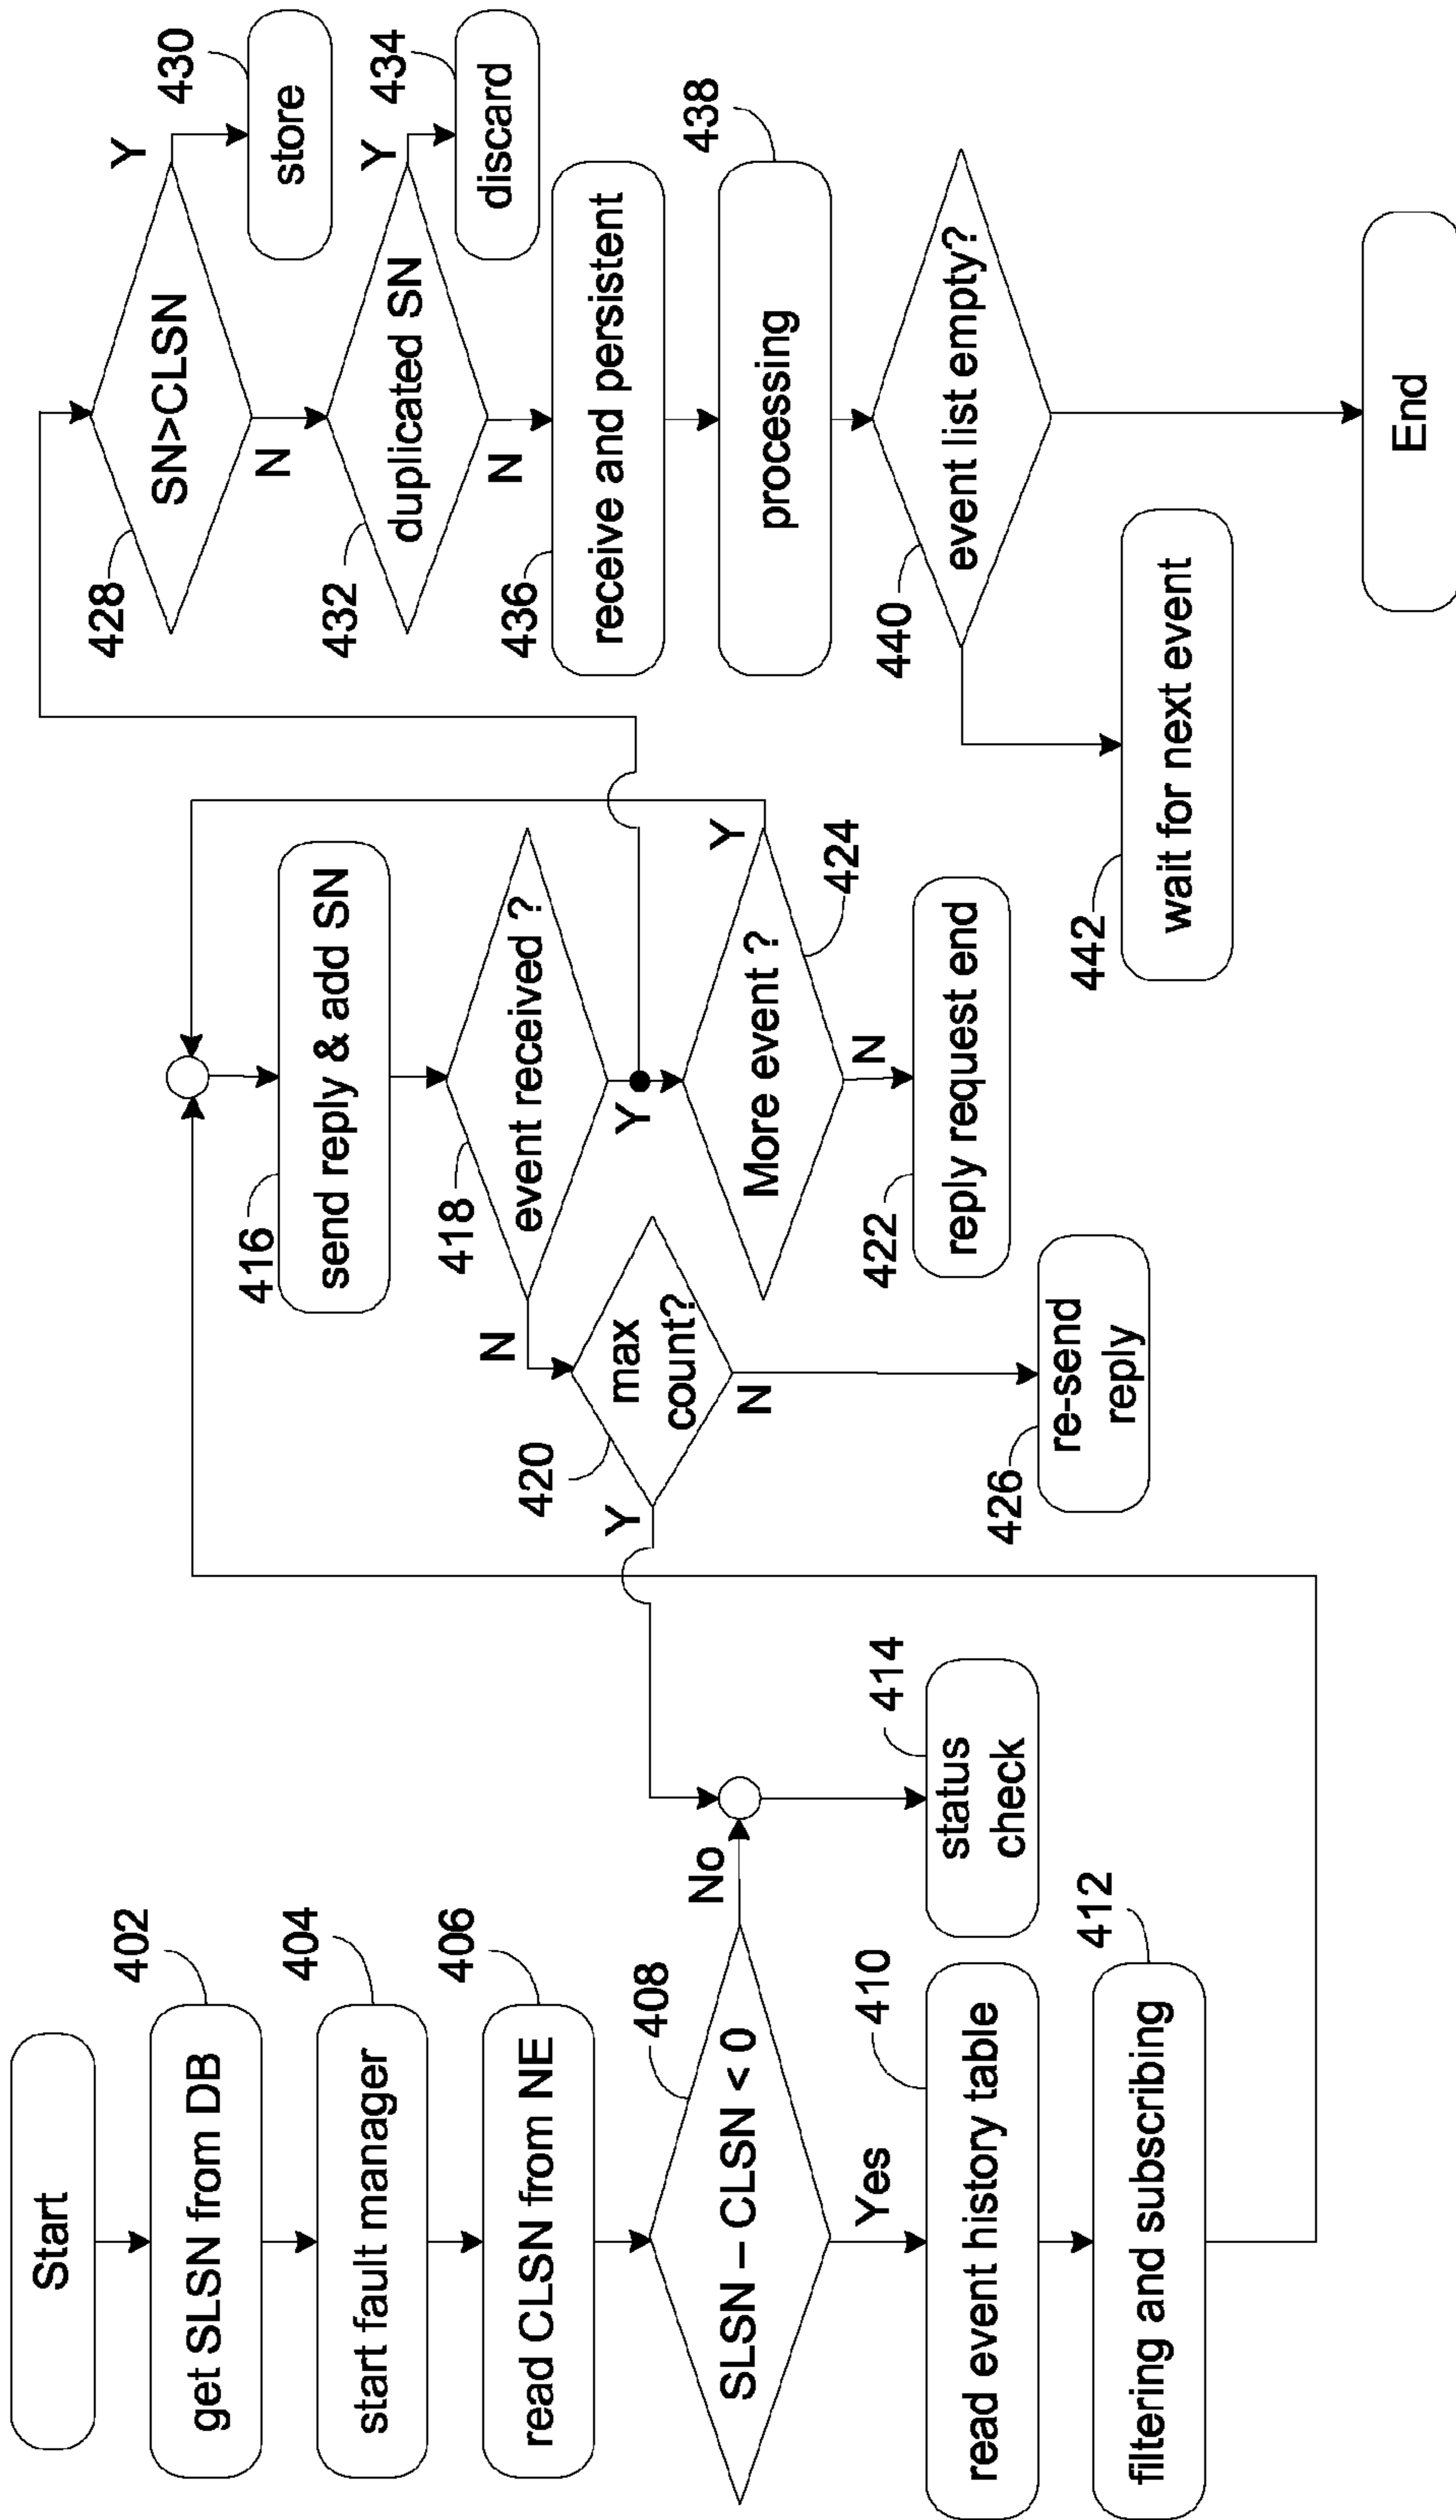 Start
402
get SLSN from DB
404
start fault manager
406
read CLSN from NE
408
SLSN – CLSN < 0
No
Yes
410
read event history table
412
filtering and subscribing
414
status
check
416
send reply & add SN
418
event received ?
N
Y
420
max
count?
Y
N
More event ?
424
Y
N
422
reply request end
426
re-send
reply
428
SN>CLSN
Y
430
store
N
432
duplicated SN
Y
434
discard
N
436
receive and persistent
438
processing
440
event list empty?
442
wait for next event
End